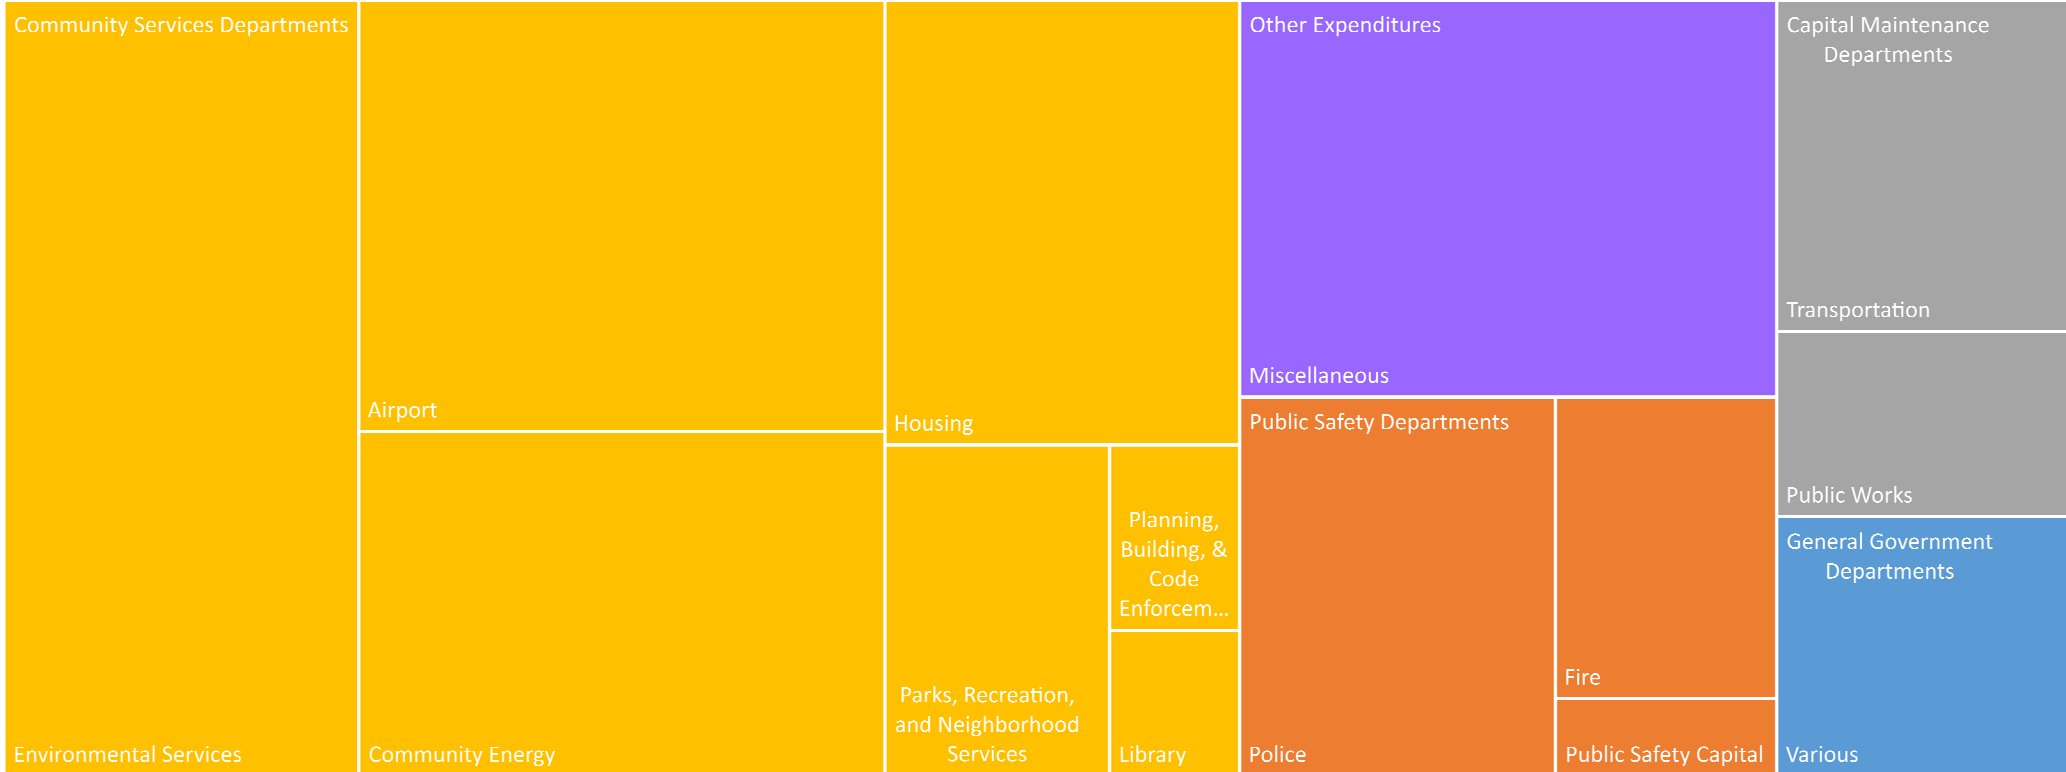 Community Services Departments
Environmental Services
Airport
Community Energy
Housing
Parks, Recreation,
and Neighborhood
Services
Planning,
Building, &
Code
Enforcem...
Library
Other Expenditures
Miscellaneous
Public Safety Departments
Police
Fire
Public Safety Capital
Capital Maintenance
Departments
Transportation
Public Works
General Government
Departments
Various